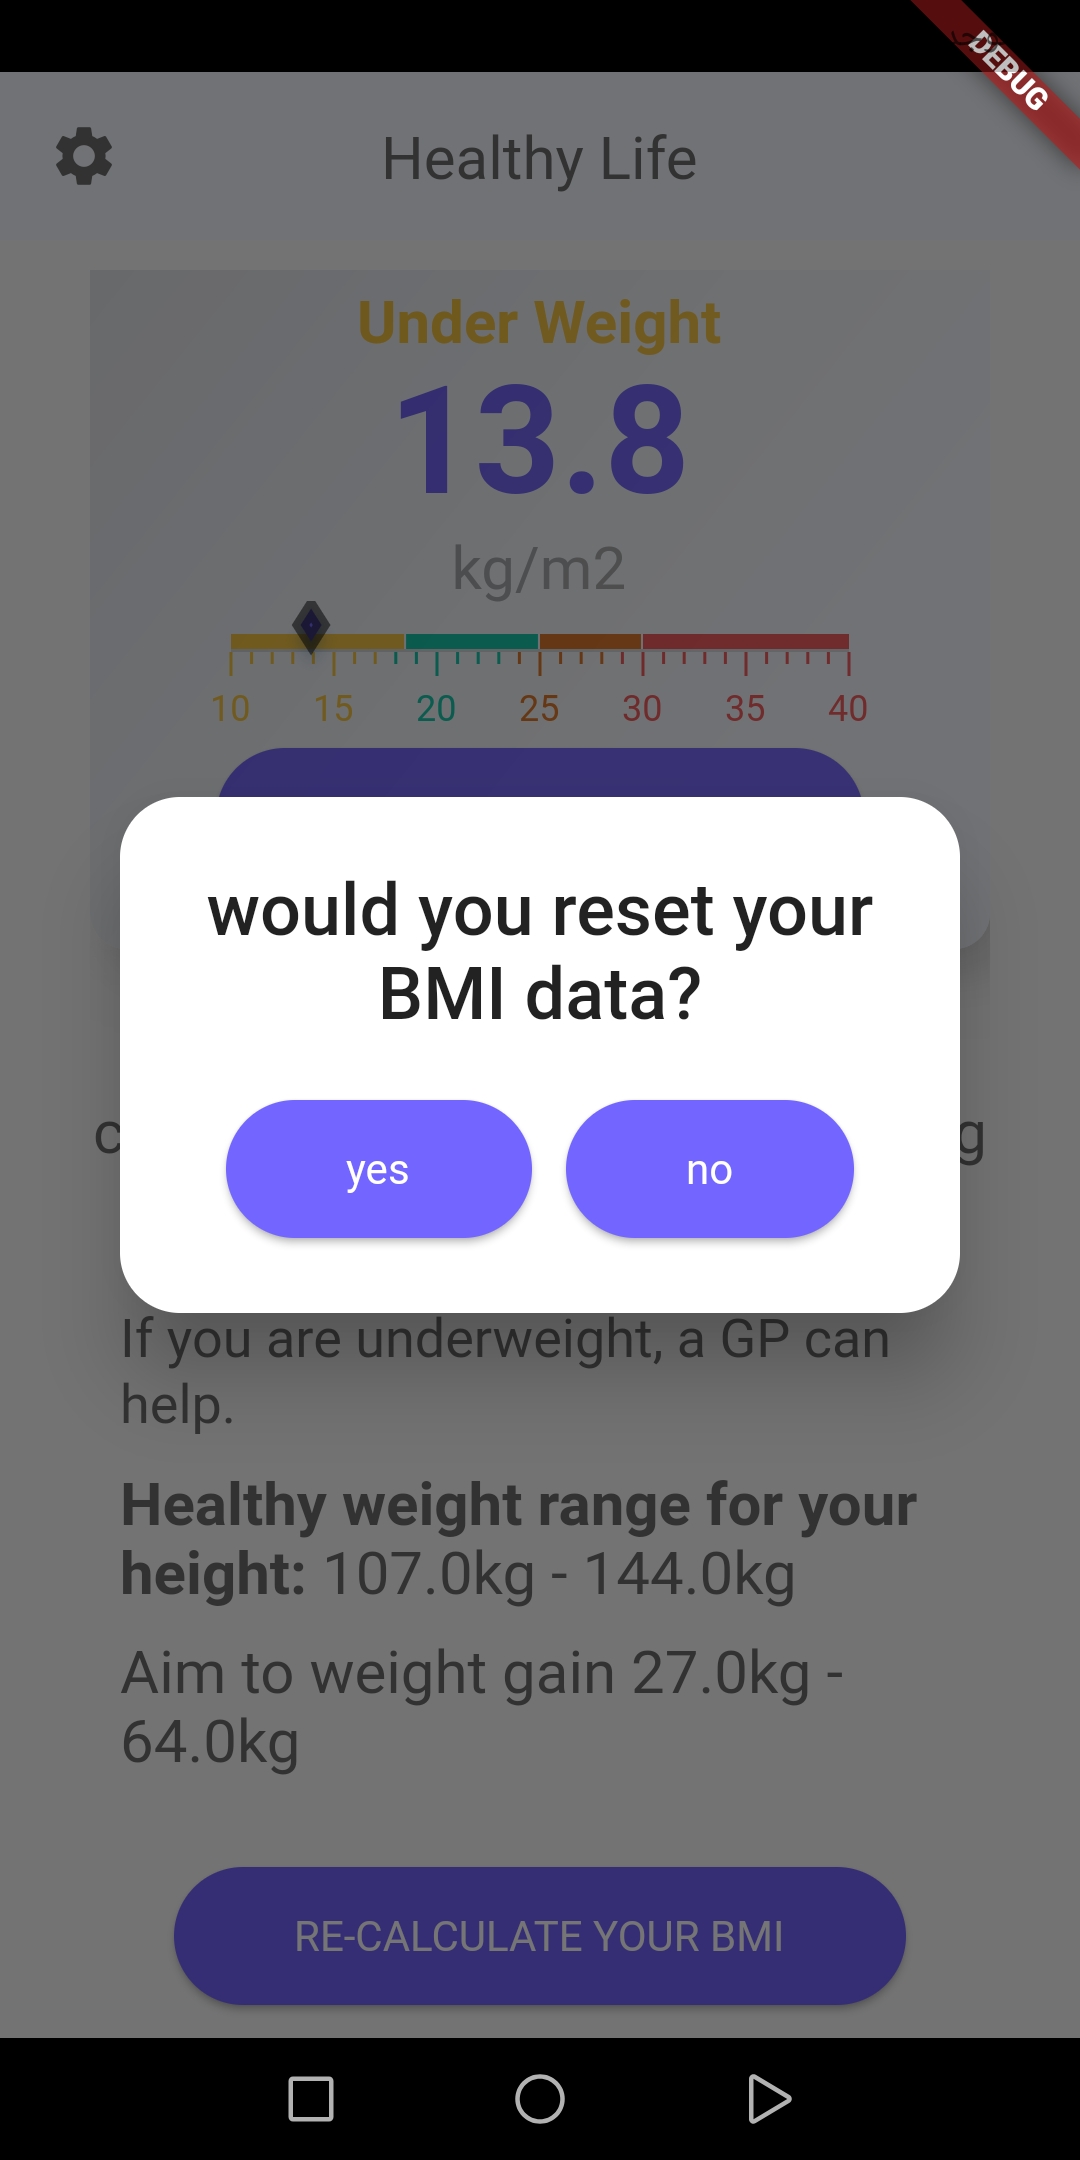 DEBUG
Healthy Life
Under Weight
13.8
kg/m2
10 15 20 25 30 35 40
would you reset your
BMI data?
c g
yes no
If you are underweight, a GP can
help.
Healthy weight range for your
height: 107.0kg - 144.0kg
Aim to weight gain 27.0kg -
64.0kg
RE-CALCULATE YOUR BMI